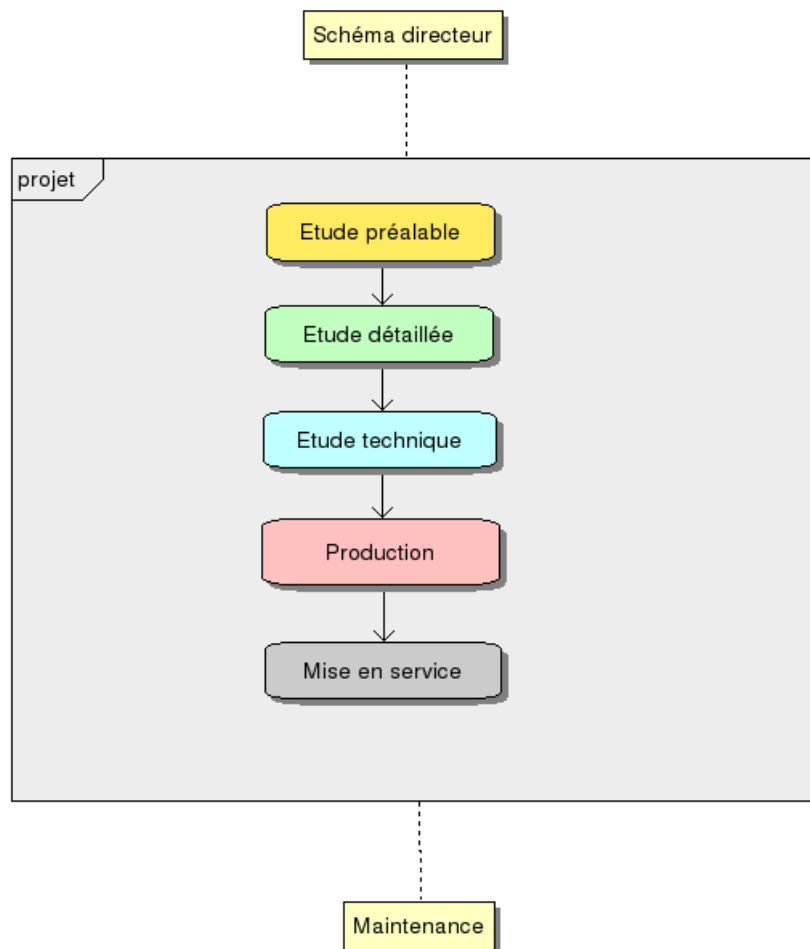 Schéma directeur
projet
Etude préalable
Etude détaillée
Etude technique
Production
Mise en service
Maintenance